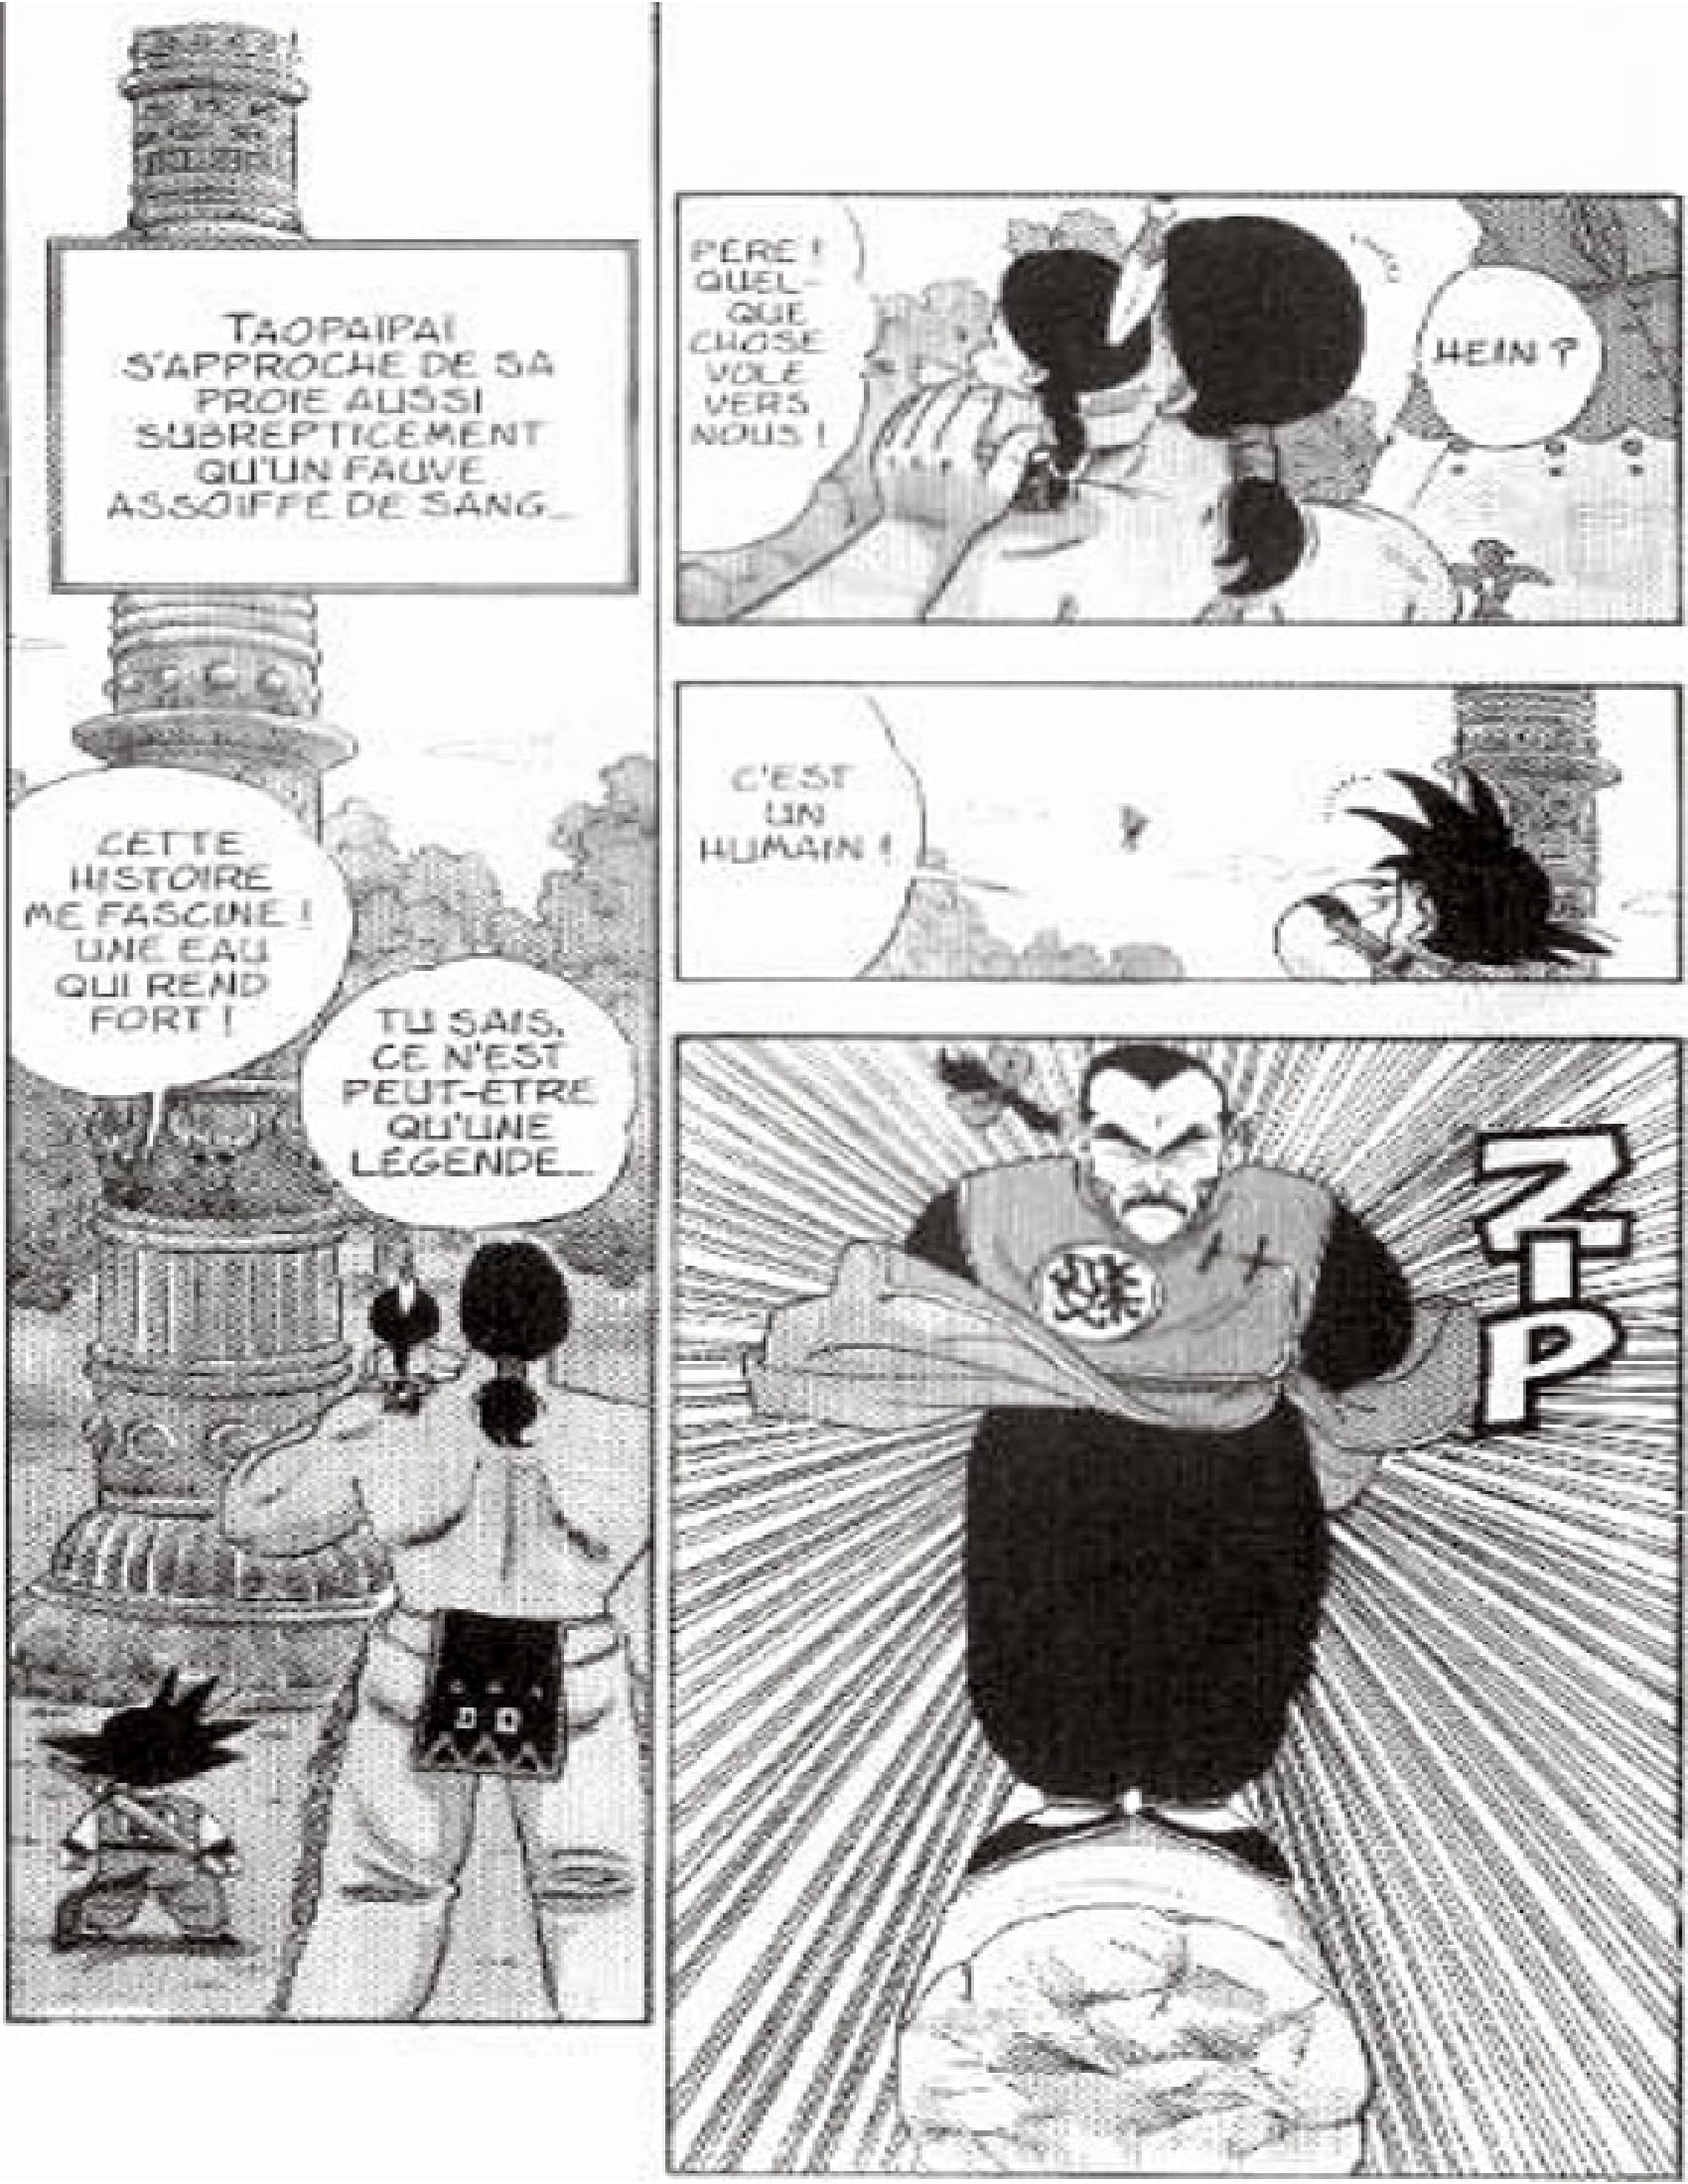 TAOPAÏPAÏ
S'APPROCHE DE SA
PROIE AUSSI
SUBREPTICEMENT
QU'UN FAUVE
ASSOIFFÉ DE SANG...
CETTE
HISTOIRE
ME FASCINE !
UNE EAU
QUI REND
FORT !
TU SAIS,
CE N'EST
PEUT-ETRE
QU'UNE
LÉGENDE...
PÈRE !
QUEL-
QUE
CHOSE
VOLE
VERS
NOUS !
HEIN ?
C'EST
UN
HUMAIN !
ZIP